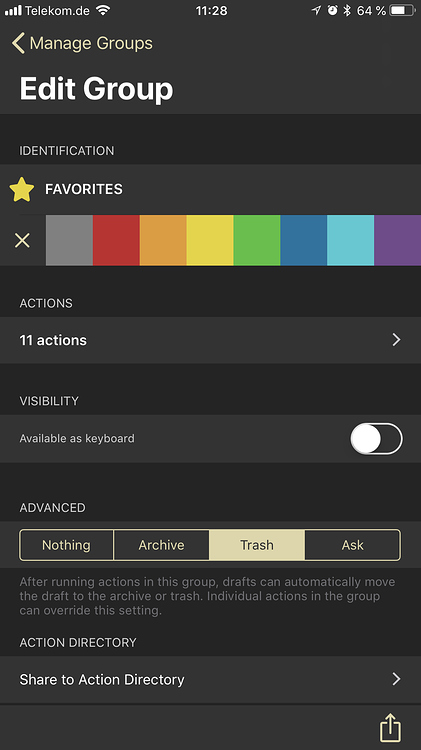 Telekom.de 11:28 64 %
Manage Groups
Edit Group
IDENTIFICATION
FAVORITES
ACTIONS
11 actions
VISIBILITY
Available as keyboard
ADVANCED
Nothing Archive Trash Ask
After running actions in this group, drafts can automatically move
the draft to the archive or trash. Individual actions in the group
can override this setting.
ACTION DIRECTORY
Share to Action Directory